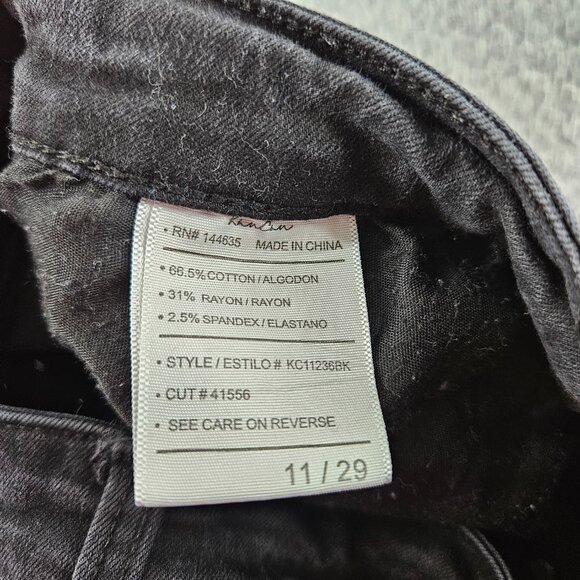 KanCan
• RN# 144635 MADE IN CHINA
• 66.5% COTTON / ALGODON
• 31% RAYON / RAYON
• 2.5% SPANDEX / ELASTANO
• STYLE / ESTILO # KC11236BK
• CUT # 41556
• SEE CARE ON REVERSE
11 / 29